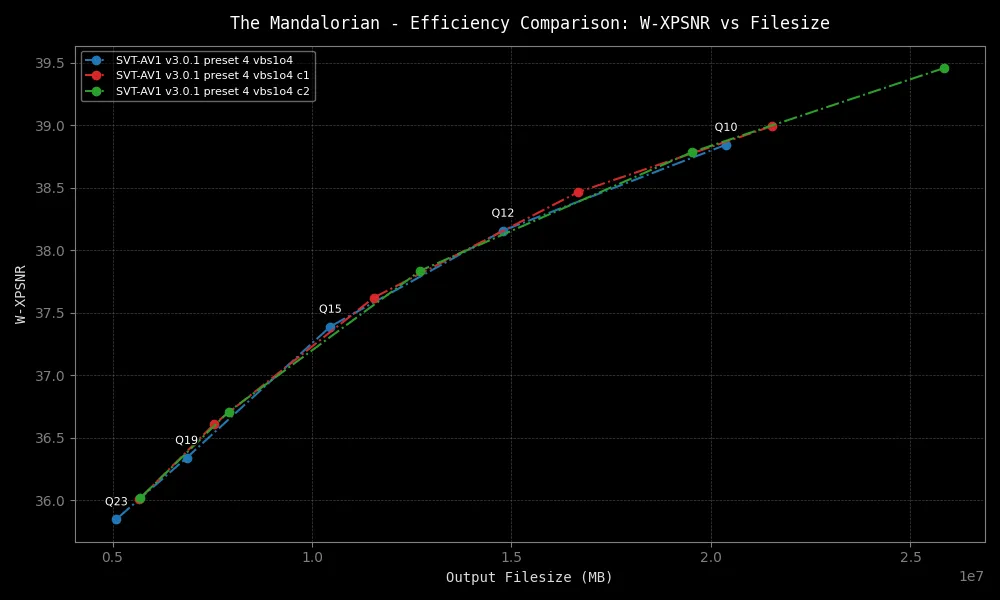 The Mandalorian - Efficiency Comparison: W-XPSNR vs Filesize
SVT-AV1 v3.0.1 preset 4 vbs1o4
SVT-AV1 v3.0.1 preset 4 vbs1o4 c1
SVT-AV1 v3.0.1 preset 4 vbs1o4 c2
39.5
39.0
38.5
38.0
37.5
37.0
36.5
36.0
W-XPSNR
Q10
Q12
Q15
Q19
Q23
0.5 1.0 1.5 2.0 2.5
1e7
Output Filesize (MB)